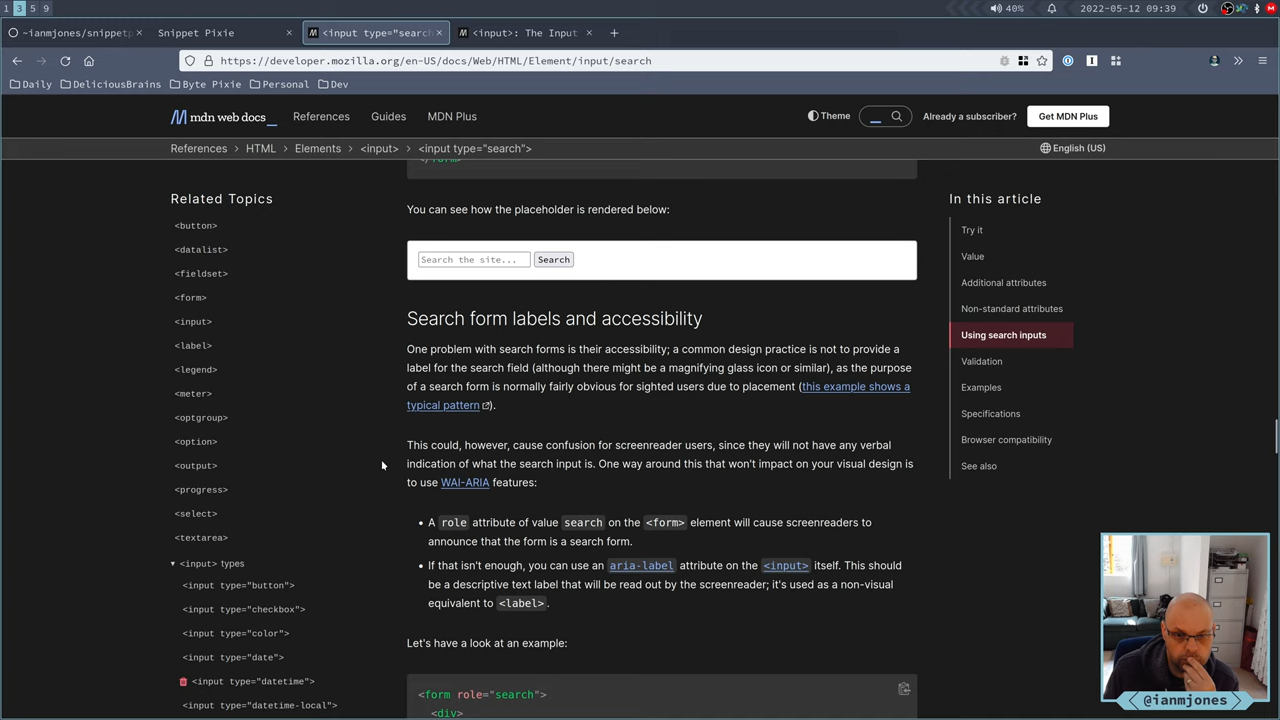 1 3 5 9
40%
2022-05-12 09:39
~ianmjones/snippetp
Snippet Pixie
<input type="search
<input>: The Input
https://developer.mozilla.org/en-US/docs/Web/HTML/Element/input/search
Daily
DeliciousBrains
Byte Pixie
Personal
Dev
mdn web docs_
References
Guides
MDN Plus
Theme
Already a subscriber?
Get MDN Plus
References > HTML > Elements > <input> > <input type="search">
English (US)
Related Topics
<button>
<datalist>
<fieldset>
<form>
<input>
<label>
<legend>
<meter>
<optgroup>
<option>
<output>
<progress>
<select>
<textarea>
<input> types
<input type="button">
<input type="checkbox">
<input type="color">
<input type="date">
<input type="datetime">
<input type="datetime-local">
</form>
You can see how the placeholder is rendered below:
Search the site...
Search
Search form labels and accessibility
One problem with search forms is their accessibility; a common design practice is not to provide a
label for the search field (although there might be a magnifying glass icon or similar), as the purpose
of a search form is normally fairly obvious for sighted users due to placement (this example shows a
typical pattern).
This could, however, cause confusion for screenreader users, since they will not have any verbal
indication of what the search input is. One way around this that won't impact on your visual design is
to use WAI-ARIA features:
• A role attribute of value search on the <form> element will cause screenreaders to
announce that the form is a search form.
• If that isn't enough, you can use an aria-label attribute on the <input> itself. This should
be a descriptive text label that will be read out by the screenreader; it's used as a non-visual
equivalent to <label>.
Let's have a look at an example:
<form role="search">
<div>
In this article
Try it
Value
Additional attributes
Non-standard attributes
Using search inputs
Validation
Examples
Specifications
Browser compatibility
See also
@ianmjones